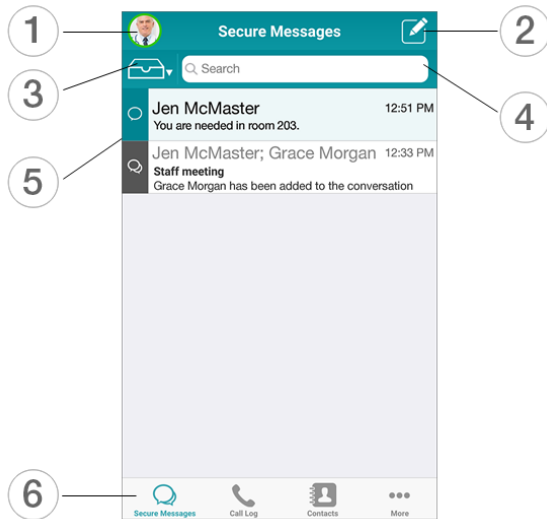 1
Secure Messages
2
3
Search
4
Jen McMaster 12:51 PM
You are needed in room 203.
5
Jen McMaster; Grace Morgan 12:33 PM
Staff meeting
Grace Morgan has been added to the conversation
6
Secure Messages Call Log Contacts More